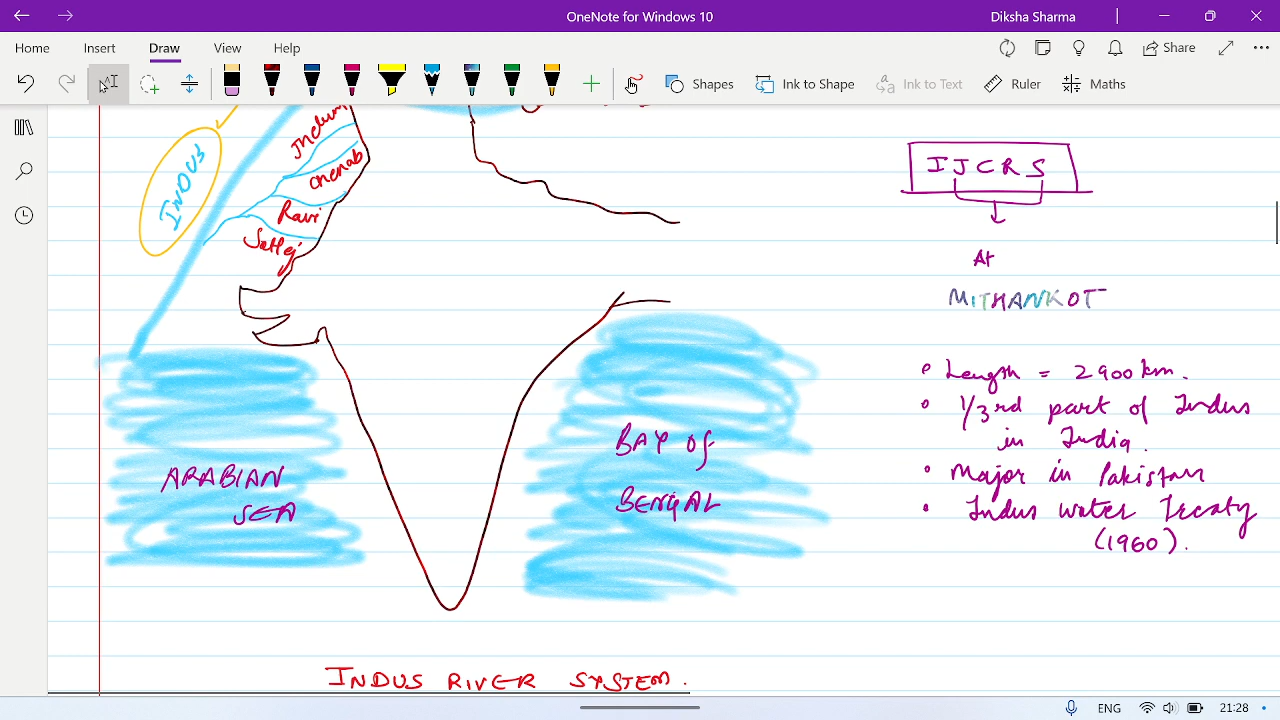 OneNote for Windows 10
Diksha Sharma
Home Insert Draw View Help
Share
Shapes Ink to Shape Ink to Text Ruler Maths
INDUS
Jhelum
Chenab
Ravi
Satlej
IJCRS
At
MITHANKOT
• Length = 2900 km.
• 1/3rd part of Indus
in India.
• Major in Pakistan
• Indus water Treaty
(1960).
ARABIAN
SEA
BAY OF
BENGAL
INDUS RIVER SYSTEM.
ENG 21:28